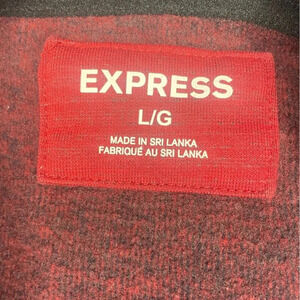 EXPRESS
L/G
MADE IN SRI LANKA
FABRIQUÉ AU SRI LANKA